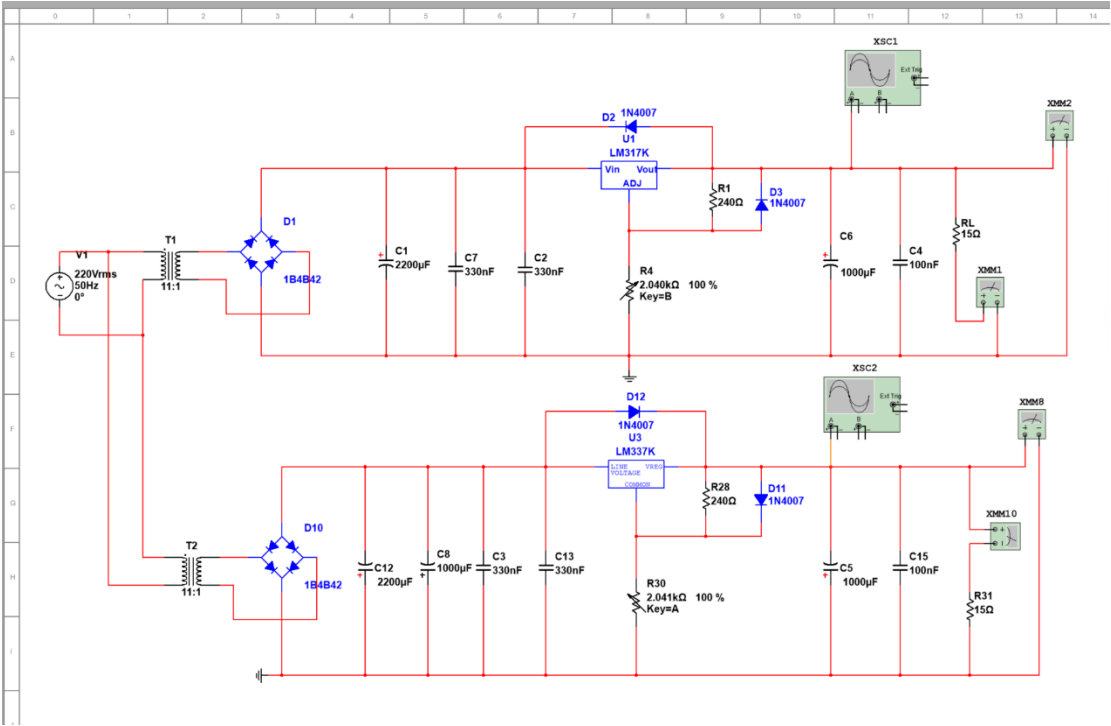 0 1 2 3 4 5 6 7 8 9 10 11 12 13 14
A
B
C
D
E
F
G
H
I
XSC1
Ext Trig
A B
XMM2
D2 1N4007
U1
LM317K
Vin Vout
ADJ
R1
240Ω
D3
1N4007
D1
1B4B42
T1
11:1
V1
220Vrms
50Hz
0°
C1
2200µF
C7
330nF
C2
330nF
R4
2.040kΩ 100 %
Key=B
C6
1000µF
C4
100nF
RL
15Ω
XMM1
XSC2
Ext Trig
A B
XMM8
D12
1N4007
U3
LM337K
LINE VREG
VOLTAGE
COMMON
R28
240Ω
D11
1N4007
XMM10
D10
1B4B42
T2
11:1
C12
2200µF
C8
1000µF
C3
330nF
C13
330nF
R30
2.041kΩ 100 %
Key=A
C5
1000µF
C15
100nF
R31
15Ω